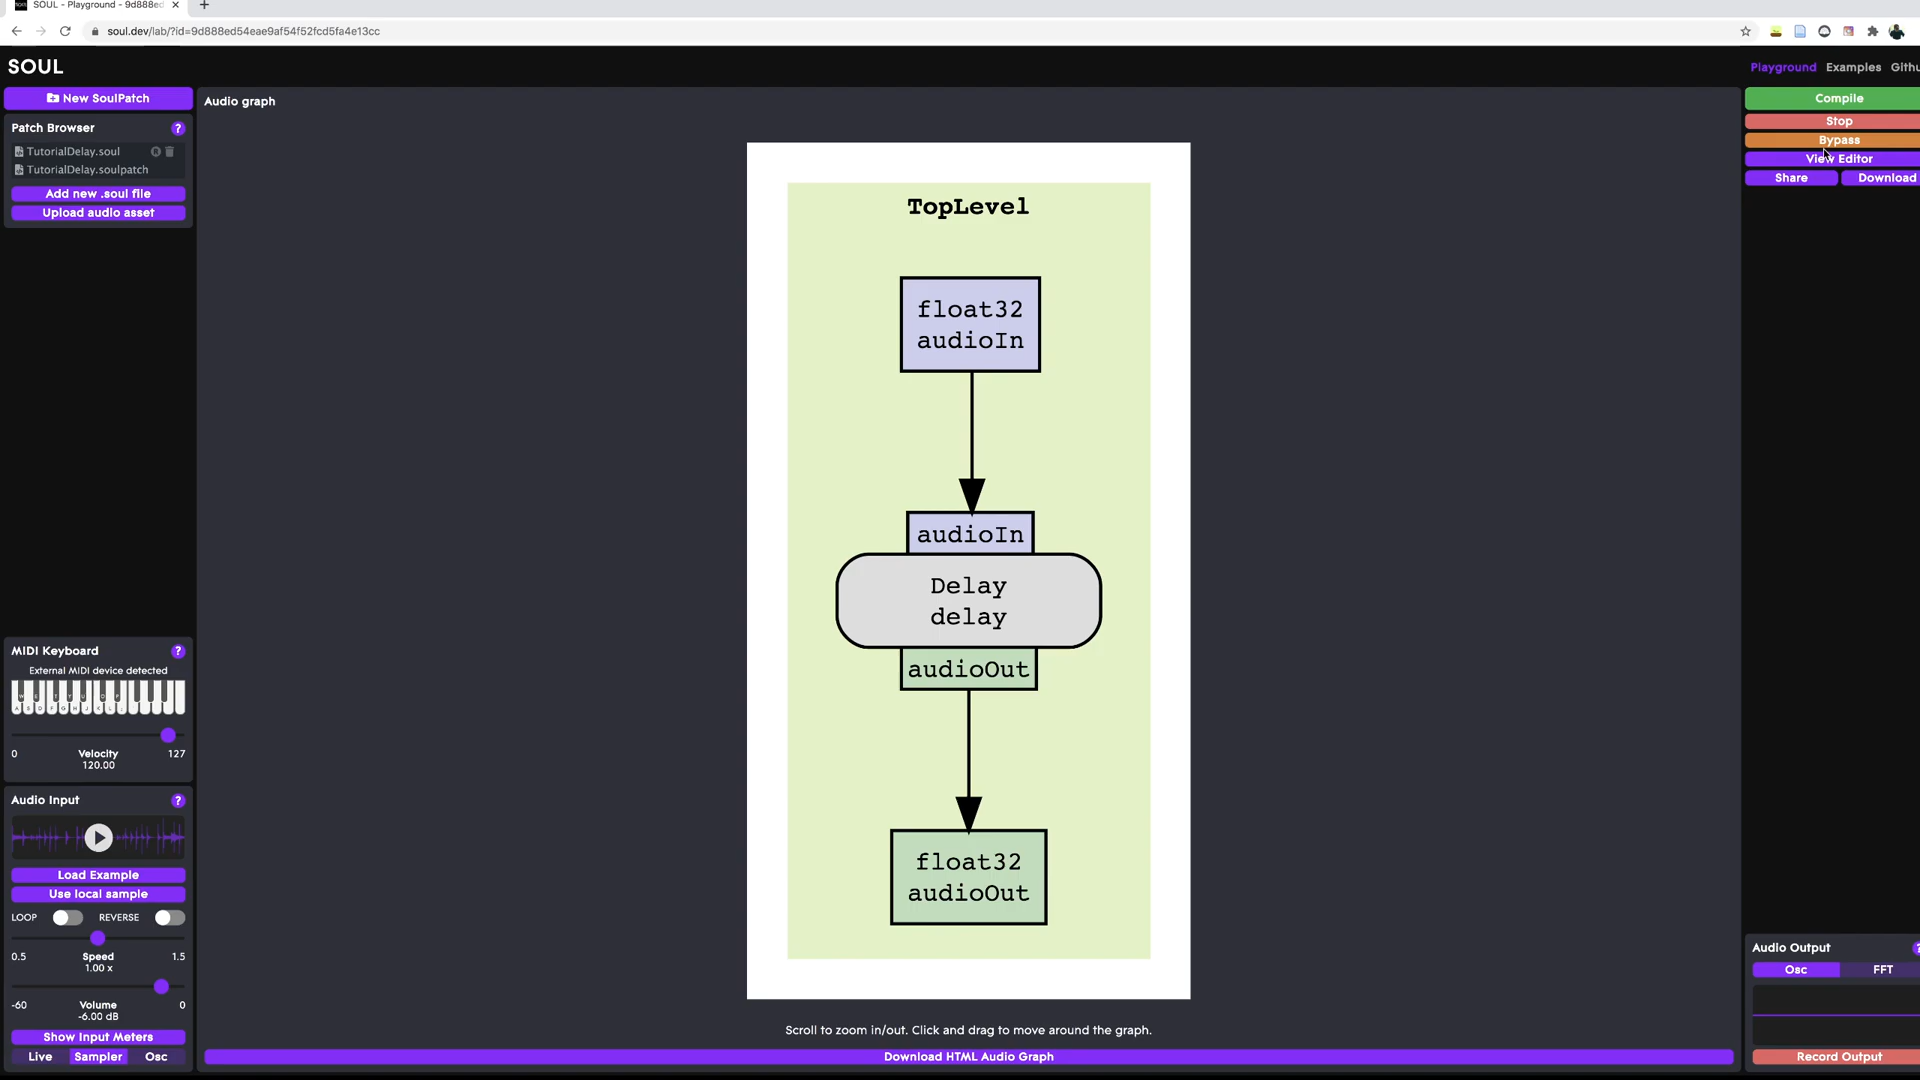 SOUL - Playground - 9d888ed
soul.dev/lab/?id=9d888ed54eae9af54f52fcd5fa4e13cc
SOUL
Playground Examples Githu
New SoulPatch
Audio graph
Compile
Stop
Bypass
View Editor
Share Download
Patch Browser ?
TutorialDelay.soul
TutorialDelay.soulpatch
Add new .soul file
Upload audio asset
TopLevel
float32
audioIn
audioIn
Delay
delay
audioOut
float32
audioOut
MIDI Keyboard ?
External MIDI device detected
0 Velocity 127
120.00
Audio Input ?
Load Example
Use local sample
LOOP REVERSE
0.5 Speed 1.5
1.00 x
-60 Volume 0
-6.00 dB
Show Input Meters
Live Sampler Osc
Scroll to zoom in/out. Click and drag to move around the graph.
Download HTML Audio Graph
Audio Output ?
Osc FFT
Record Output